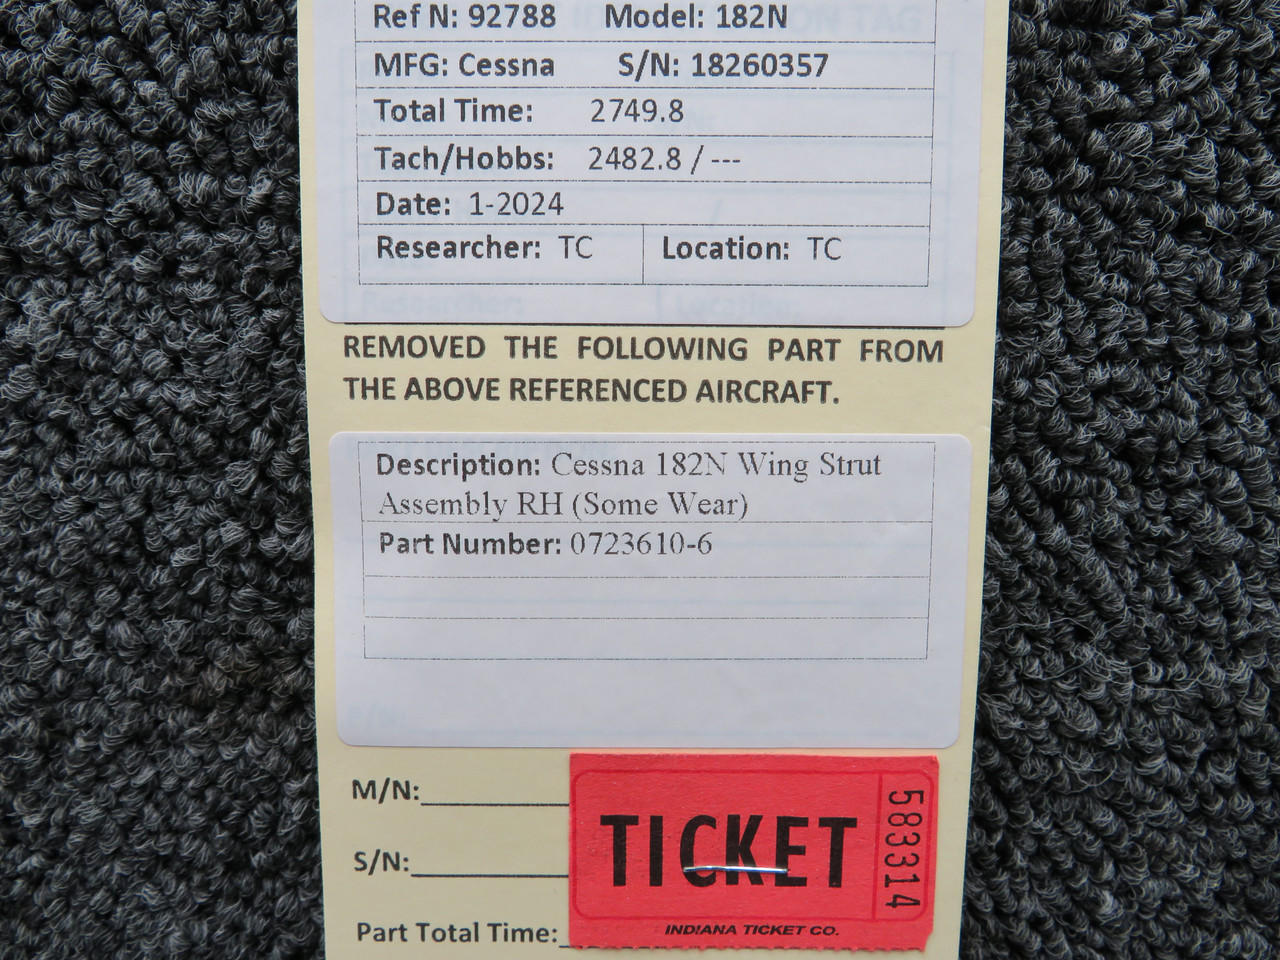 Ref N: 92788 Model: 182N
MFG: Cessna S/N: 18260357
Total Time: 2749.8
Tach/Hobbs: 2482.8 / ---
Date: 1-2024
Researcher: TC Location: TC
REMOVED THE FOLLOWING PART FROM
THE ABOVE REFERENCED AIRCRAFT.
Description: Cessna 182N Wing Strut
Assembly RH (Some Wear)
Part Number: 0723610-6
M/N:
S/N:
Part Total Time:
TICKET
583314
INDIANA TICKET CO.